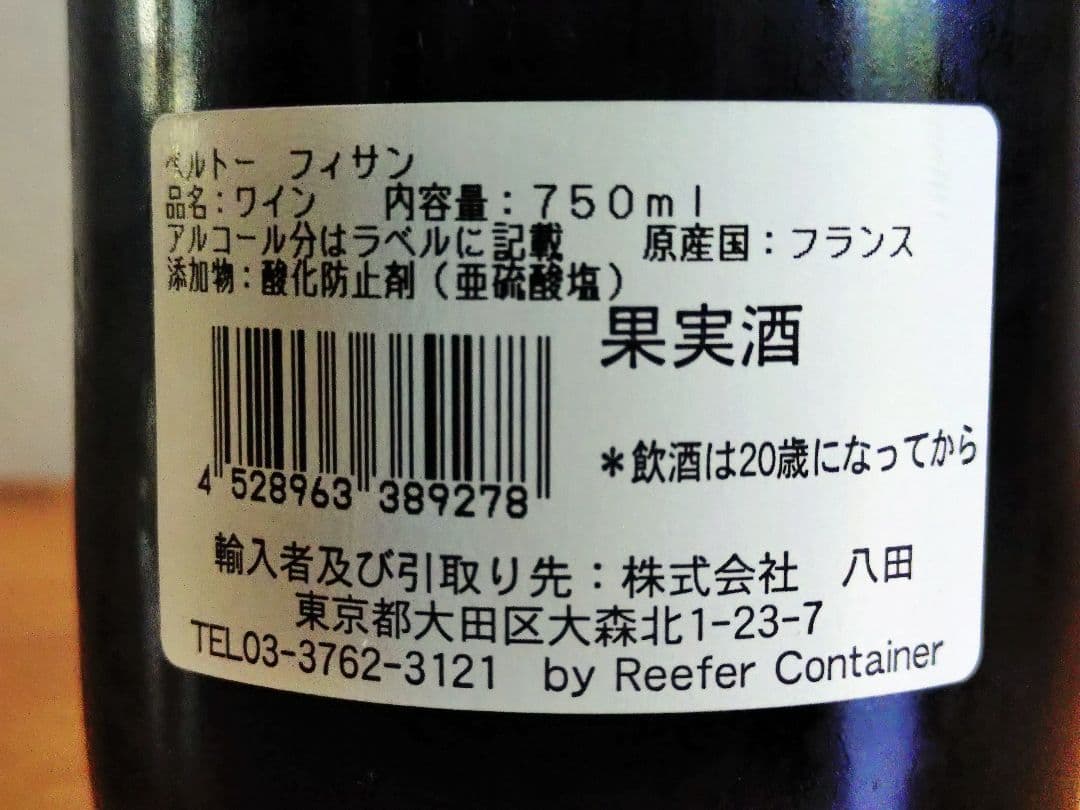 ベルトー　フィサン
品名：ワイン　　内容量：７５０ｍｌ
アルコール分はラベルに記載　　原産国：フランス
添加物：酸化防止剤（亜硫酸塩）
果実酒
＊飲酒は20歳になってから
4 528963 389278
輸入者及び引取り先：株式会社　八田
東京都大田区大森北1-23-7
TEL03-3762-3121　by Reefer Container